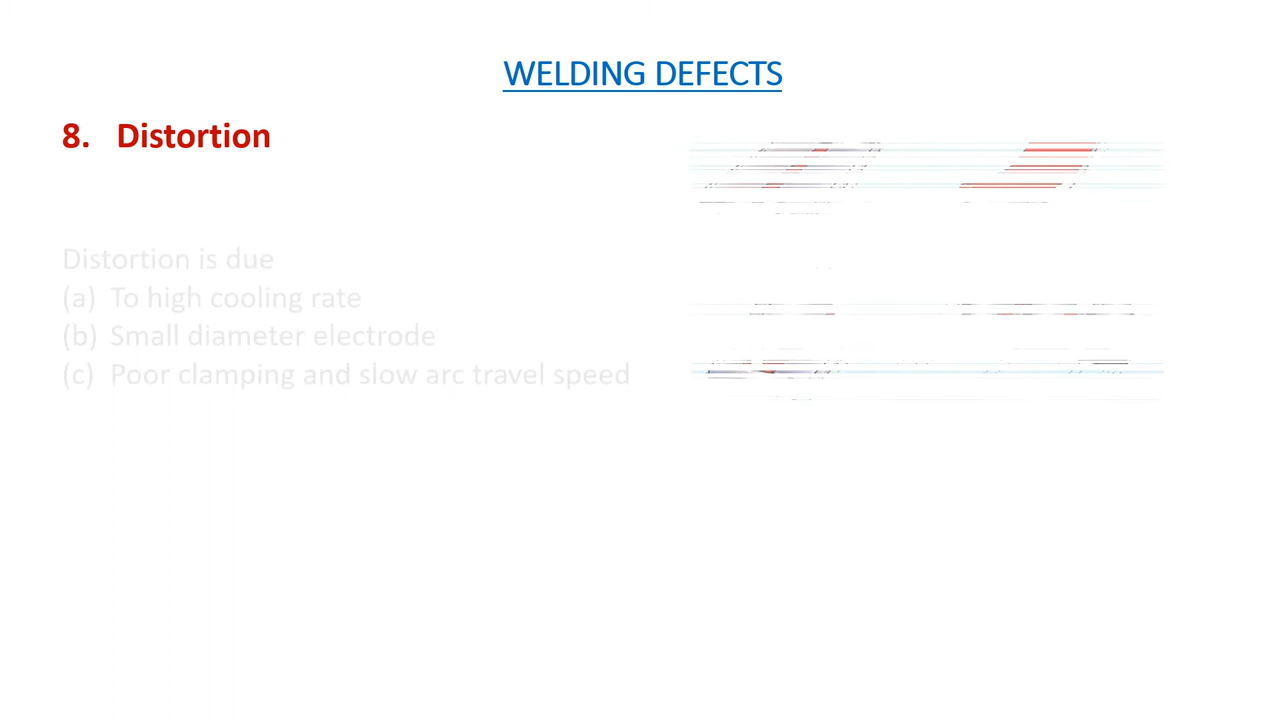 WELDING DEFECTS
8. Distortion
Distortion is due
(a) To high cooling rate
(b) Small diameter electrode
(c) Poor clamping and slow arc travel speed